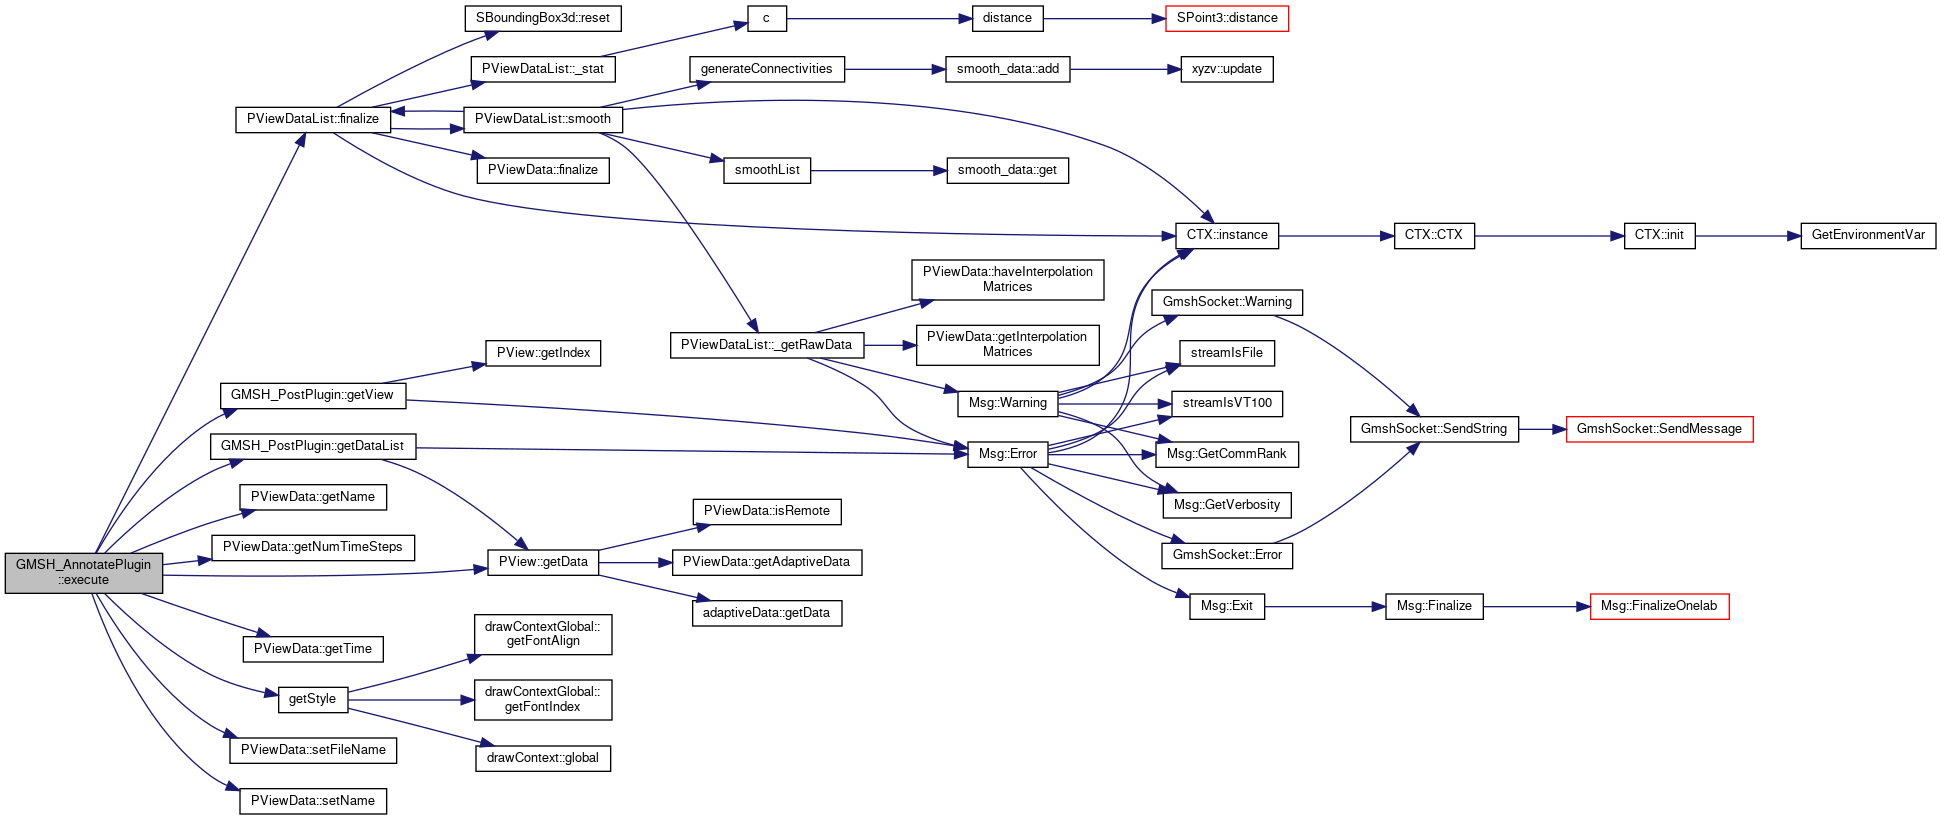 SBoundingBox3d::reset
c
distance
SPoint3::distance
PViewDataList::_stat
generateConnectivities
smooth_data::add
xyzv::update
PViewDataList::finalize
PViewDataList::smooth
PViewData::finalize
smoothList
smooth_data::get
CTX::instance
CTX::CTX
CTX::init
GetEnvironmentVar
PViewData::haveInterpolation
Matrices
GmshSocket::Warning
PViewDataList::_getRawData
PViewData::getInterpolation
Matrices
PView::getIndex
streamIsFile
GMSH_PostPlugin::getView
Msg::Warning
streamIsVT100
GmshSocket::SendString
GmshSocket::SendMessage
GMSH_PostPlugin::getDataList
Msg::Error
Msg::GetCommRank
PViewData::getName
PViewData::isRemote
Msg::GetVerbosity
PViewData::getNumTimeSteps
GMSH_AnnotatePlugin
::execute
PView::getData
PViewData::getAdaptiveData
GmshSocket::Error
adaptiveData::getData
Msg::Exit
Msg::Finalize
Msg::FinalizeOnelab
PViewData::getTime
drawContextGlobal::
getFontAlign
getStyle
drawContextGlobal::
getFontIndex
PViewData::setFileName
drawContext::global
PViewData::setName